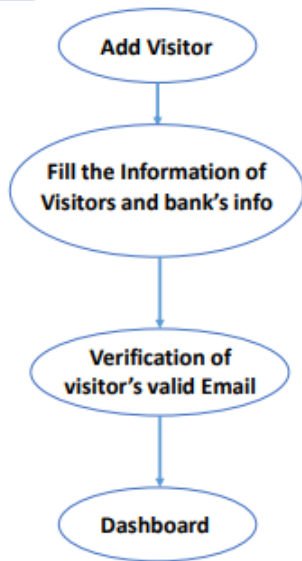 Add Visitor
Fill the Information of
Visitors and bank's info
Verification of
visitor's valid Email
Dashboard